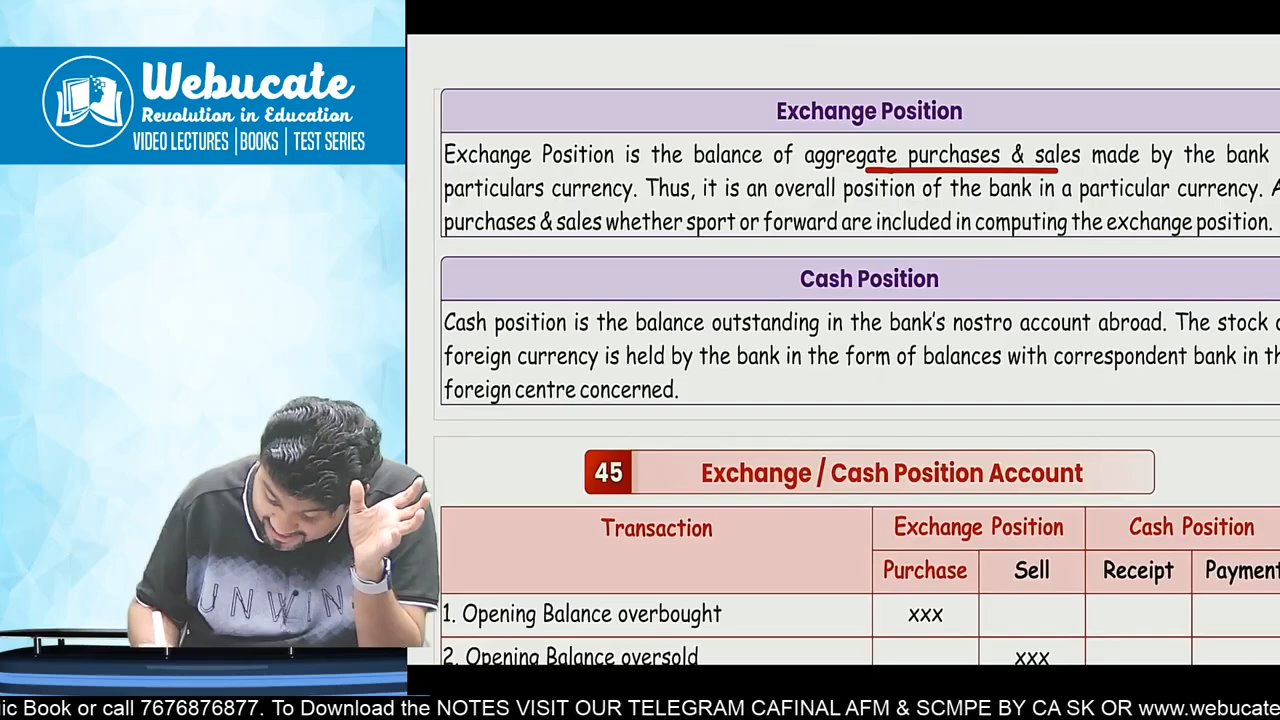 Webucate
Revolution in Education
VIDEO LECTURES | BOOKS | TEST SERIES
Exchange Position
Exchange Position is the balance of aggregate purchases & sales made by the bank
particulars currency. Thus, it is an overall position of the bank in a particular currency. A
purchases & sales whether sport or forward are included in computing the exchange position.
Cash Position
Cash position is the balance outstanding in the bank's nostro account abroad. The stock o
foreign currency is held by the bank in the form of balances with correspondent bank in th
foreign centre concerned.
45 Exchange / Cash Position Account
Transaction Exchange Position Cash Position
Purchase Sell Receipt Payment
1. Opening Balance overbought xxx
2. Opening Balance oversold xxx
UNWIN
ic Book or call 7676876877. To Download the NOTES VISIT OUR TELEGRAM CAFINAL AFM & SCMPE BY CA SK OR www.webucate